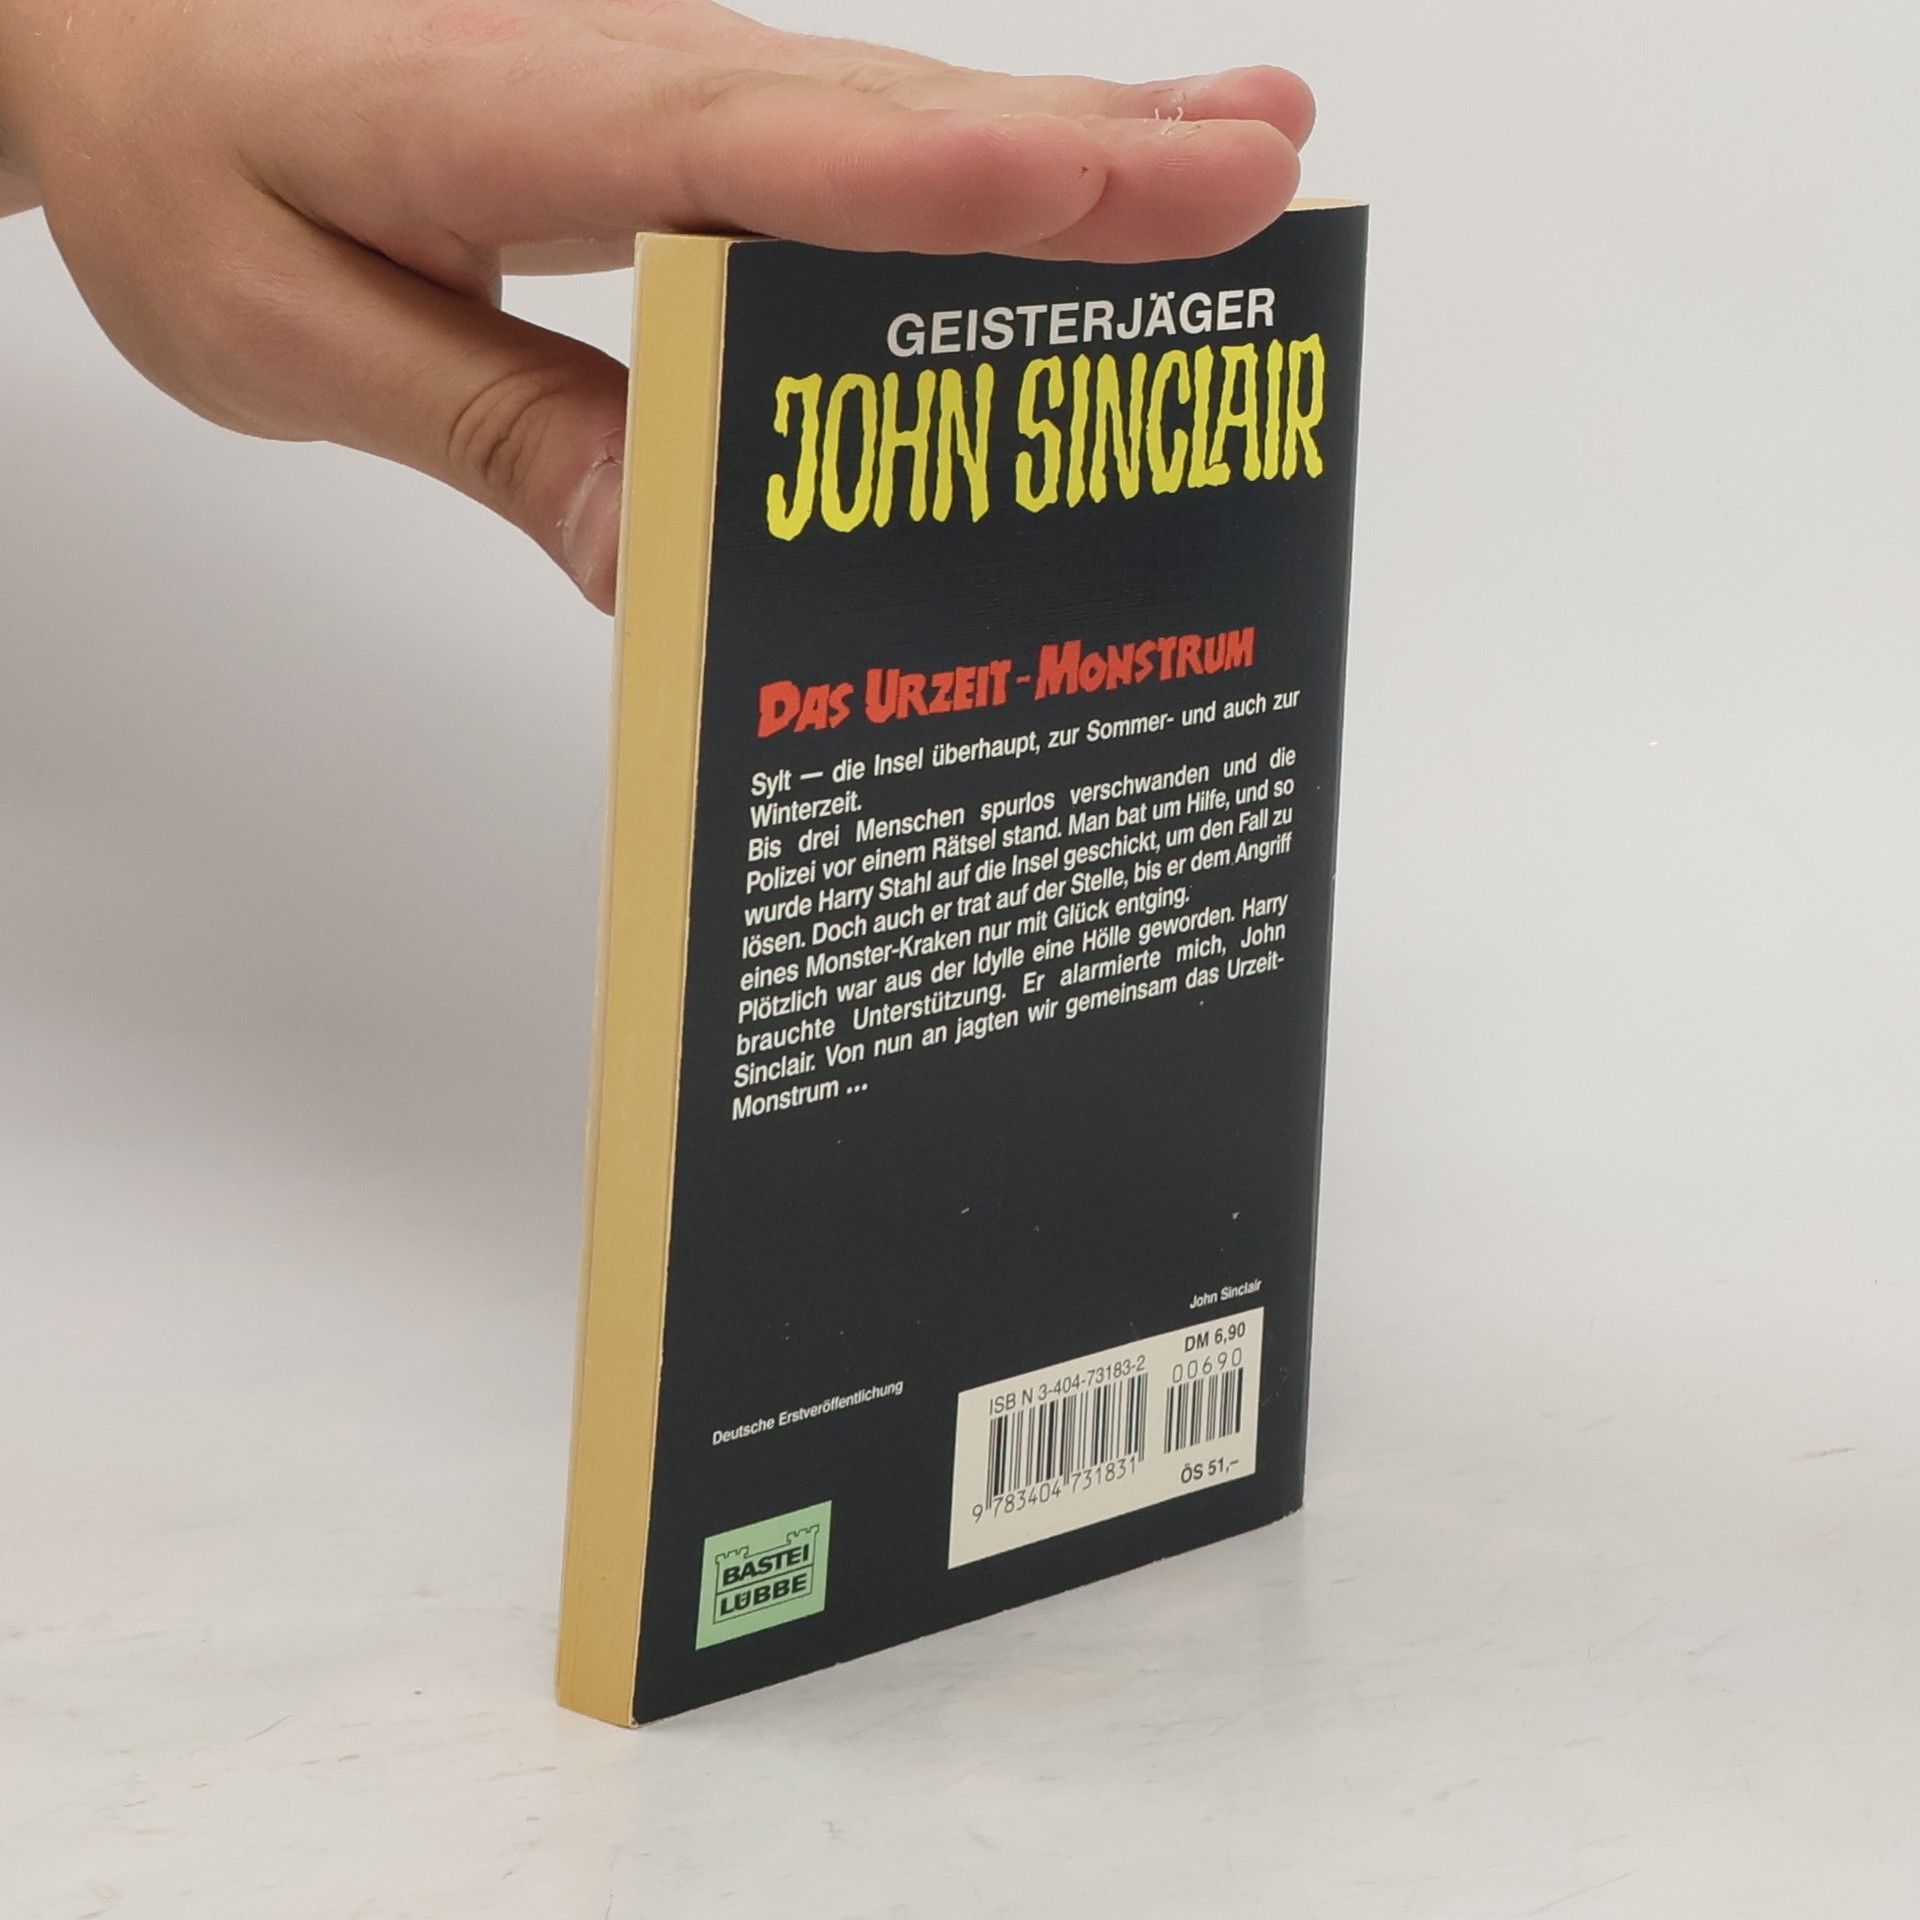 GEISTERJÄGER
JOHN SINCLAIR
DAS URZEIT-MONSTRUM
Sylt — die Insel überhaupt, zur Sommer- und auch zur
Winterzeit.
Bis drei Menschen spurlos verschwanden und die
Polizei vor einem Rätsel stand. Man bat um Hilfe, und so
wurde Harry Stahl auf die Insel geschickt, um den Fall zu
lösen. Doch auch er trat auf der Stelle, bis er dem Angriff
eines Monster-Kraken nur mit Glück entging.
Plötzlich war aus der Idylle eine Hölle geworden. Harry
brauchte Unterstützung. Er alarmierte mich, John
Sinclair. Von nun an jagten wir gemeinsam das Urzeit-
Monstrum ...
John Sinclair
Deutsche Erstveröffentlichung
DM 6,90
ISBN 3-404-73183-2
00690
9 783404 731831
ÖS 51,–
BASTEI
LÜBBE